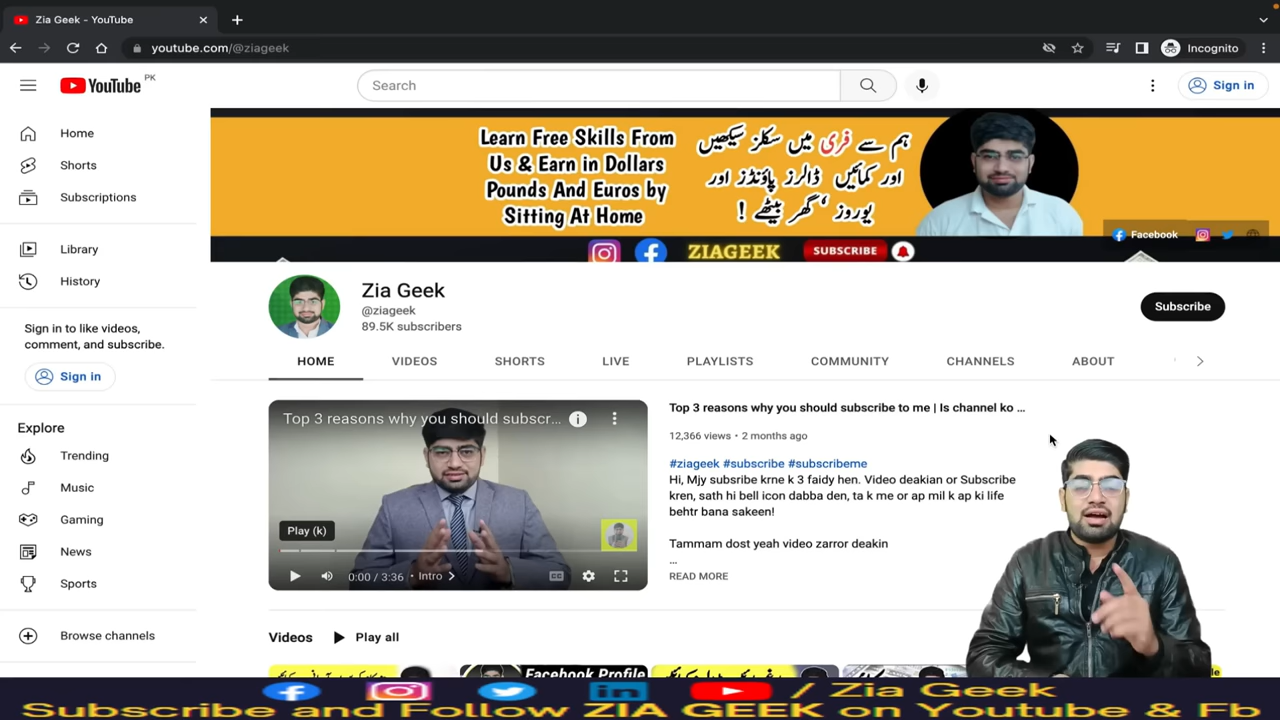 Zia Geek - YouTube
youtube.com/@ziageek
Incognito
YouTube PK
Search
Sign in
Home
Shorts
Subscriptions
Library
History
Sign in to like videos,
comment, and subscribe.
Sign in
Explore
Trending
Music
Gaming
News
Sports
Browse channels
Learn Free Skills From
Us & Earn in Dollars
Pounds And Euros by
Sitting At Home
ہم سے فری میں سکلز سیکھیں
اور کمائیں ڈالرز پاؤنڈز اور
یوروز ‘ گھر بیٹھے !
Facebook
ZIAGEEK
SUBSCRIBE
Zia Geek
@ziageek
89.5K subscribers
Subscribe
HOME
VIDEOS
SHORTS
LIVE
PLAYLISTS
COMMUNITY
CHANNELS
ABOUT
Top 3 reasons why you should subscr...
Play (k)
0:00 / 3:36 • Intro
Top 3 reasons why you should subscribe to me | Is channel ko ...
12,366 views • 2 months ago
#ziageek #subscribe #subscribeme
Hi, Mjy subsribe krne k 3 faidy hen. Video deakian or Subscribe
kren, sath hi bell icon dabba den, ta k me or ap mil k ap ki life
behtr bana sakeen!
Tammam dost yeah video zarror deakin
...
READ MORE
Videos
Play all
Facebook Profile
/ Zia Geek
Subscribe and Follow ZIA GEEK on Youtube & Fb